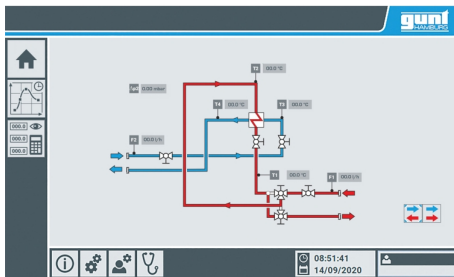 gunt
HAMBURG
T2 00.0 °C
Δp0 0.00 mbar
T4 00.0 °C
T3 00.0 °C
000.0
000.0
000.0
F2 00.0 l/h
T1 00.0 °C
F1 00.0 l/h
08:51:41
14/09/2020